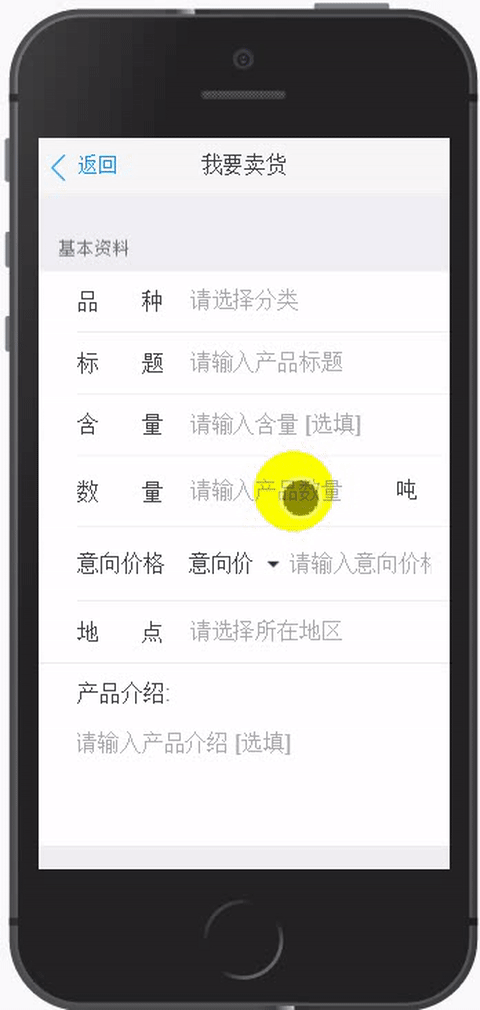 返回 我要卖货
基本资料
品 种 请选择分类
标 题 请输入产品标题
含 量 请输入含量 [选填]
数 量 请输入产品数量 吨
意向价格 意向价 请输入意向价格
地 点 请选择所在地区
产品介绍:
请输入产品介绍 [选填]